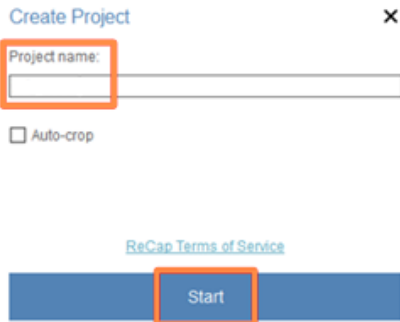 Create Project
Project name:
Auto-crop
ReCap Terms of Service
Start